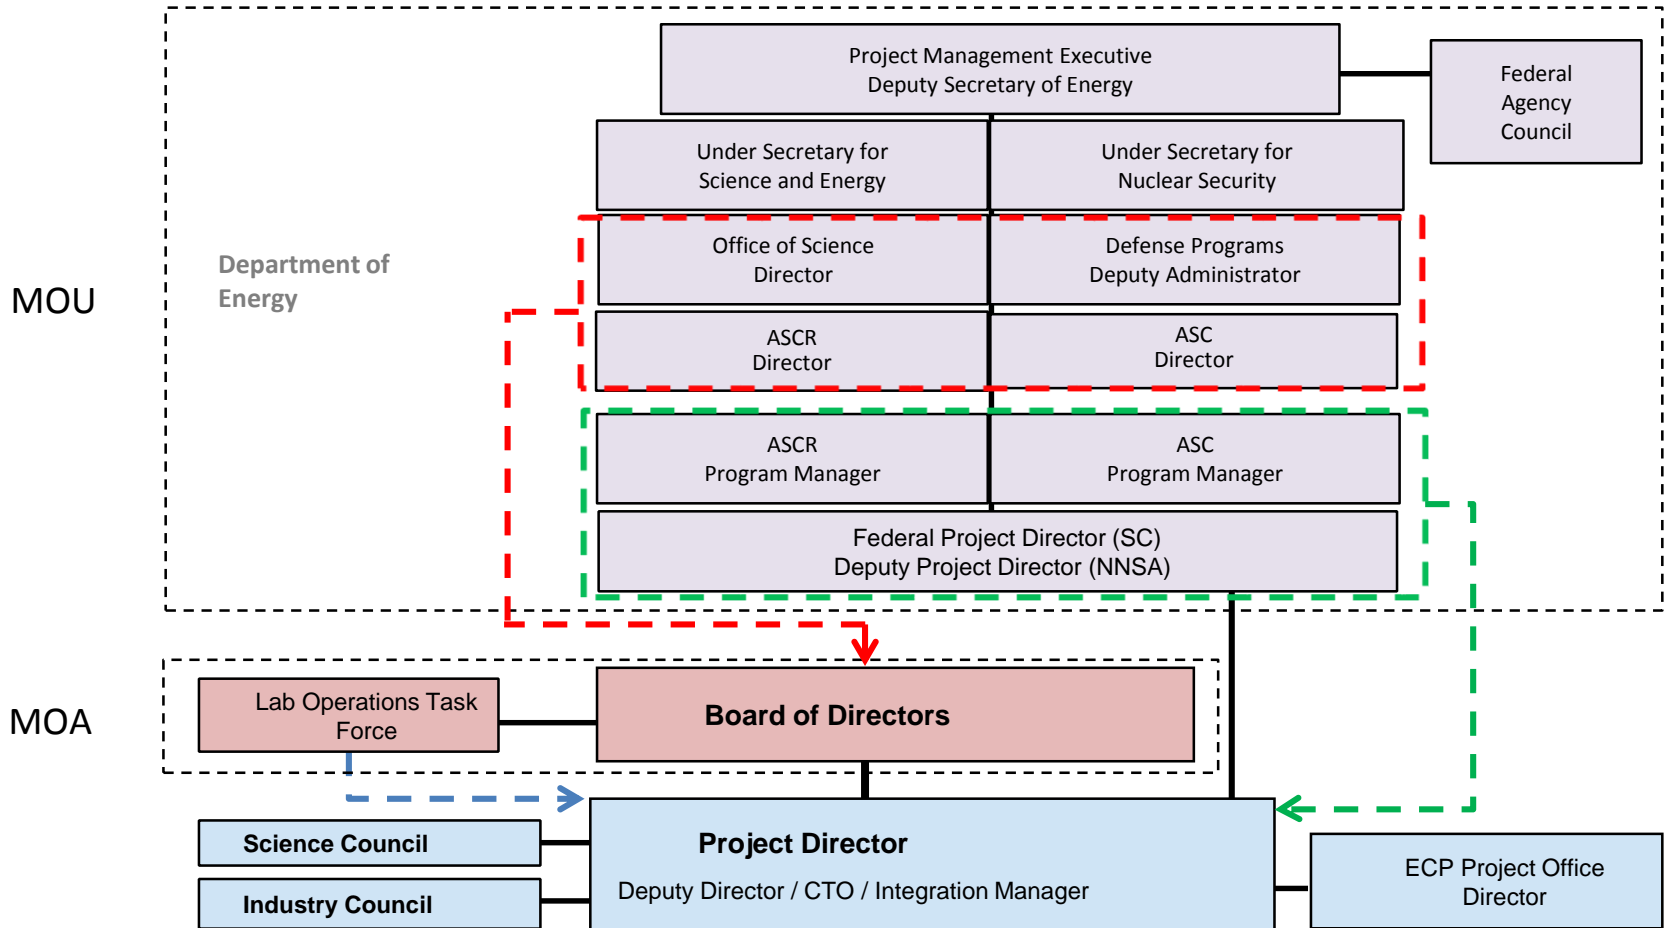 Project Management Executive
Deputy Secretary of Energy
Federal
Agency
Council
Under Secretary for
Science and Energy
Under Secretary for
Nuclear Security
Department of
Energy
Office of Science
Director
Defense Programs
Deputy Administrator
MOU
ASCR
Director
ASC
Director
ASCR
Program Manager
ASC
Program Manager
Federal Project Director (SC)
Deputy Project Director (NNSA)
MOA
Lab Operations Task
Force
Board of Directors
Science Council
Industry Council
Project Director
Deputy Director / CTO / Integration Manager
ECP Project Office
Director